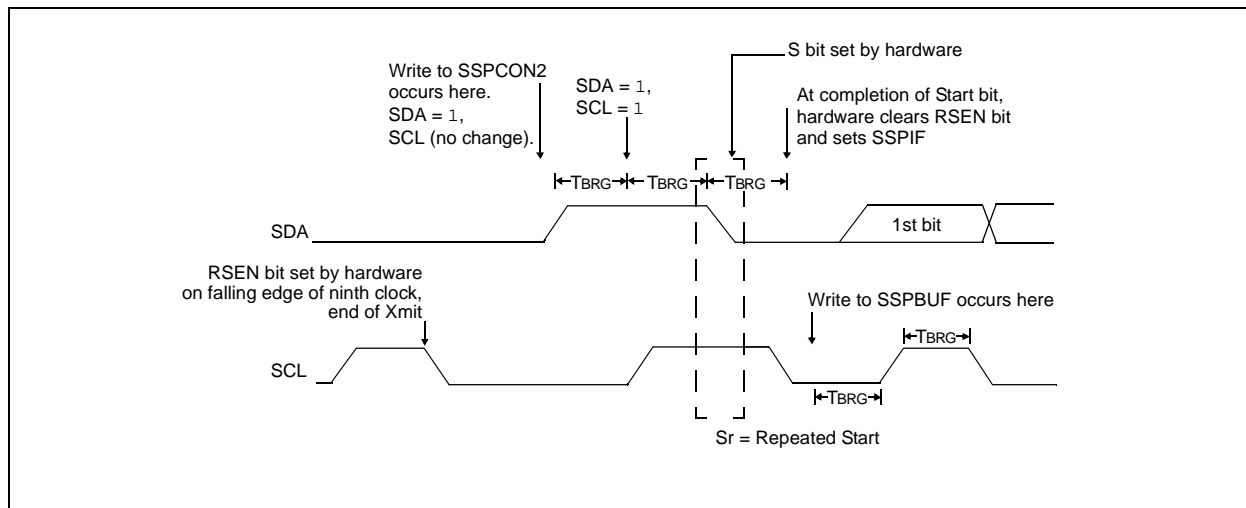 S bit set by hardware
Write to SSPCON2
occurs here.
SDA = 1,
SCL (no change).
SDA = 1,
SCL = 1
At completion of Start bit,
hardware clears RSEN bit
and sets SSPIF
TBRG
TBRG
TBRG
SDA
1st bit
RSEN bit set by hardware
on falling edge of ninth clock,
end of Xmit
Write to SSPBUF occurs here
TBRG
SCL
TBRG
Sr = Repeated Start